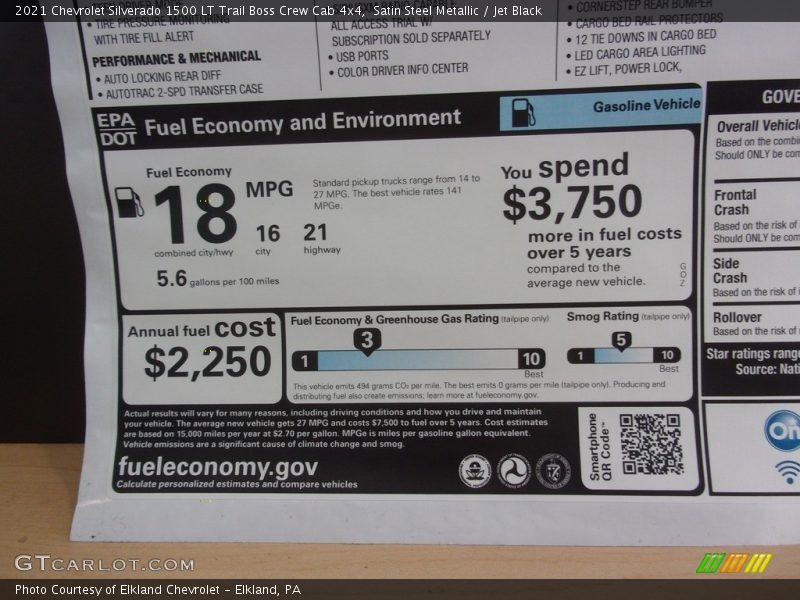 2021 Chevrolet Silverado 1500 LT Trail Boss Crew Cab 4x4, Satin Steel Metallic / Jet Black
• TIRE PRESSURE MONITORING
WITH TIRE FILL ALERT
PERFORMANCE & MECHANICAL
• AUTO LOCKING REAR DIFF
• AUTOTRAC 2-SPD TRANSFER CASE
ALL ACCESS TRIAL W/
SUBSCRIPTION SOLD SEPARATELY
• USB PORTS
• COLOR DRIVER INFO CENTER
• CORNERSTEP REAR BUMPER
• CARGO BED RAIL PROTECTORS
• 12 TIE DOWNS IN CARGO BED
• LED CARGO AREA LIGHTING
• EZ LIFT, POWER LOCK,
EPA
DOT
Fuel Economy and Environment
Gasoline Vehicle
Fuel Economy
18 MPG
combined city/hwy
16
city
21
highway
5.6 gallons per 100 miles
Standard pickup trucks range from 14 to
27 MPG. The best vehicle rates 141
MPGe.
You spend
$3,750
more in fuel costs
over 5 years
compared to the
average new vehicle.
G
O
Z
Annual fuel cost
$2,250
Fuel Economy & Greenhouse Gas Rating (tailpipe only)
3
1
10
Best
Smog Rating (tailpipe only)
5
1
10
Best
This vehicle emits 494 grams CO₂ per mile. The best emits 0 grams per mile (tailpipe only). Producing and
distributing fuel also create emissions; learn more at fueleconomy.gov.
Actual results will vary for many reasons, including driving conditions and how you drive and maintain
your vehicle. The average new vehicle gets 27 MPG and costs $7,500 to fuel over 5 years. Cost estimates
are based on 15,000 miles per year at $2.70 per gallon. MPGe is miles per gasoline gallon equivalent.
Vehicle emissions are a significant cause of climate change and smog.
fueleconomy.gov
Calculate personalized estimates and compare vehicles
Smartphone
QR Code™
GOVE
Overall Vehicle
Based on the combin
Should ONLY be com
Frontal
Crash
Based on the risk of
Should ONLY be com
Side
Crash
Based on the risk of i
Rollover
Based on the risk of
Star ratings range
Source: Nati
On
GTCARLOT.COM
Photo Courtesy of Elkland Chevrolet – Elkland, PA